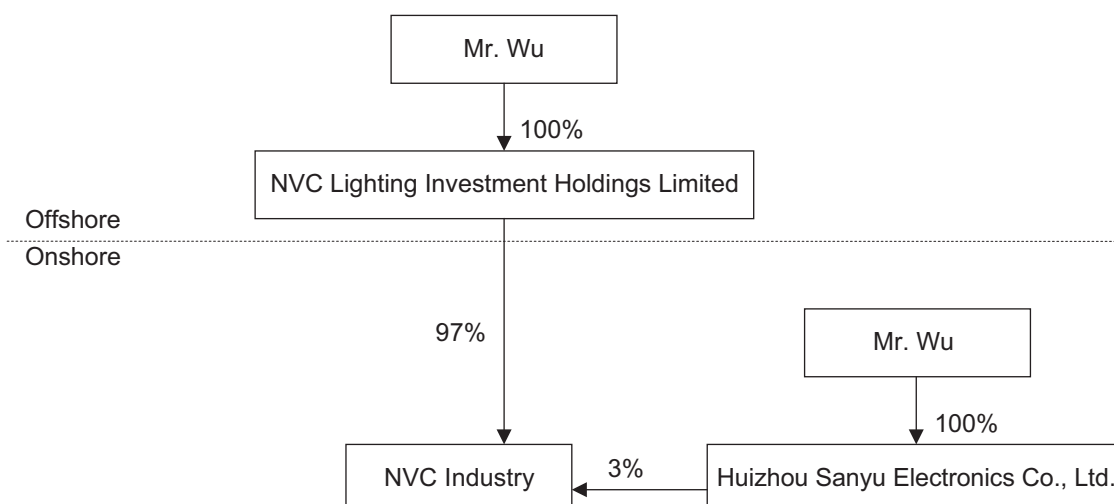 Mr. Wu
100%
NVC Lighting Investment Holdings Limited
Offshore
Onshore
97%
Mr. Wu
100%
NVC Industry
3%
Huizhou Sanyu Electronics Co., Ltd.